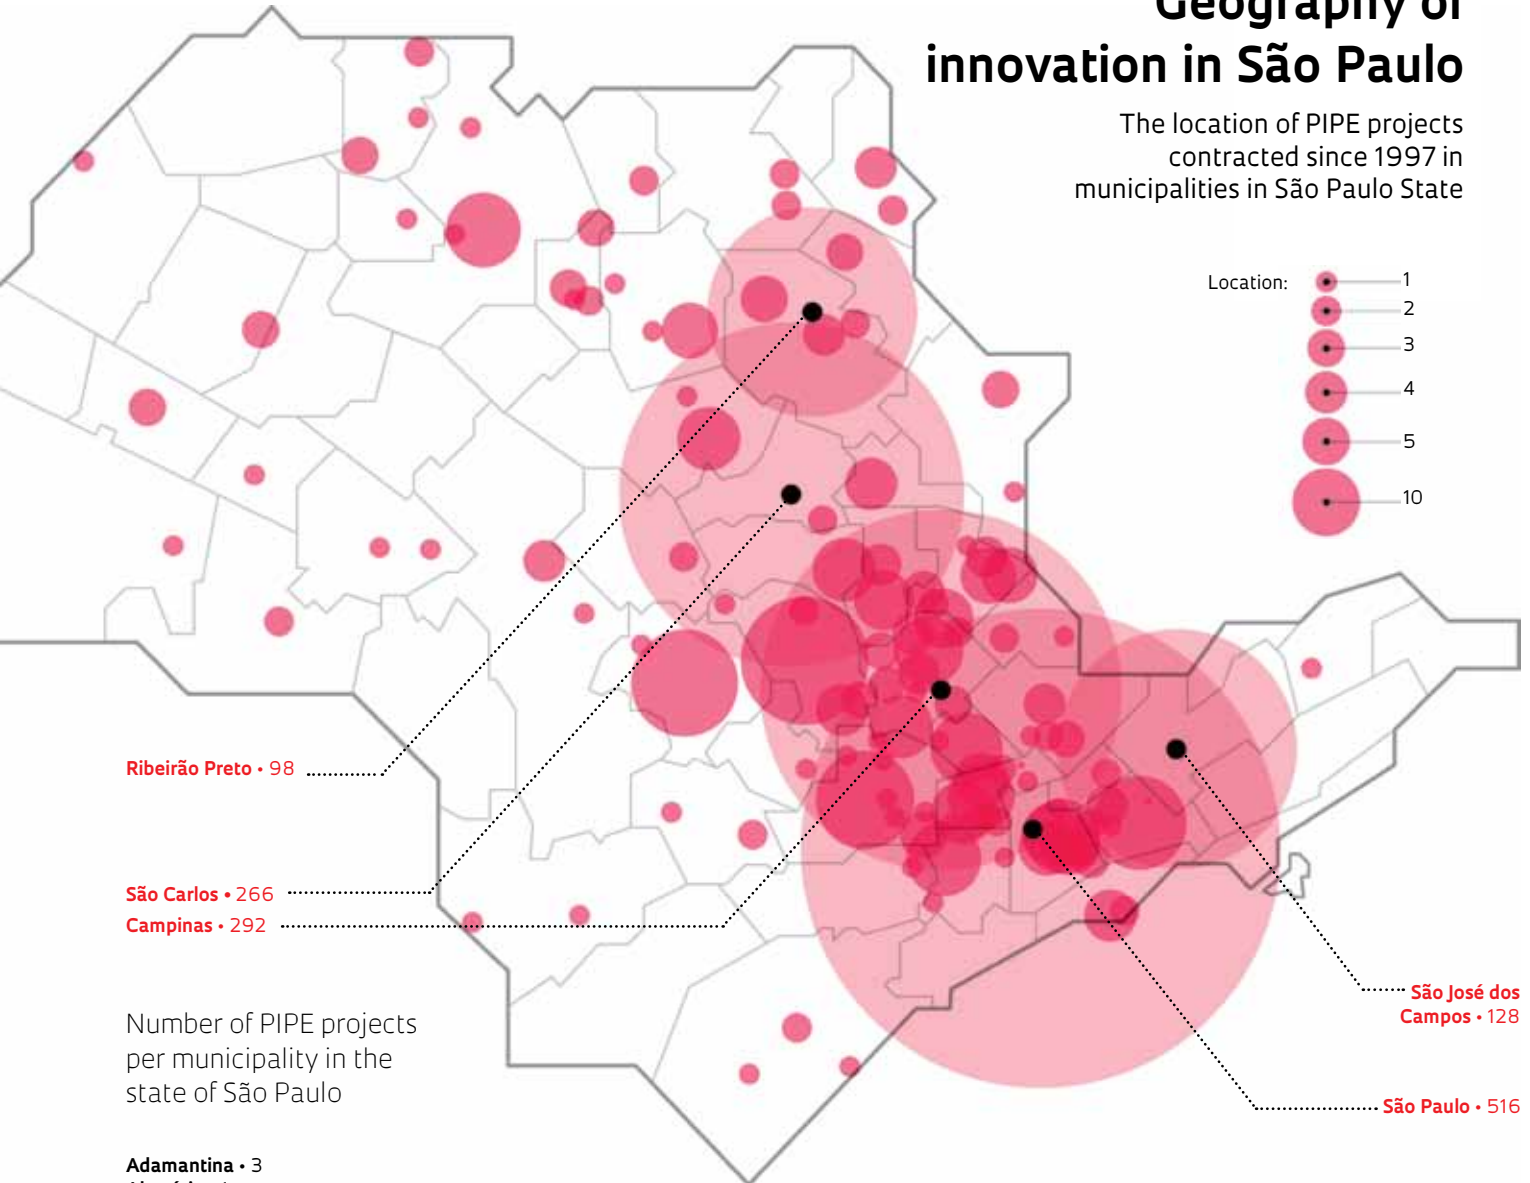 Geography of
innovation in São Paulo
The location of PIPE projects
contracted since 1997 in
municipalities in São Paulo State
Location:
1
2
3
4
5
10
Ribeirão Preto • 98
São Carlos • 266
Campinas • 292
São José dos
Campos • 128
São Paulo • 516
Number of PIPE projects
per municipality in the
state of São Paulo
Adamantina • 3